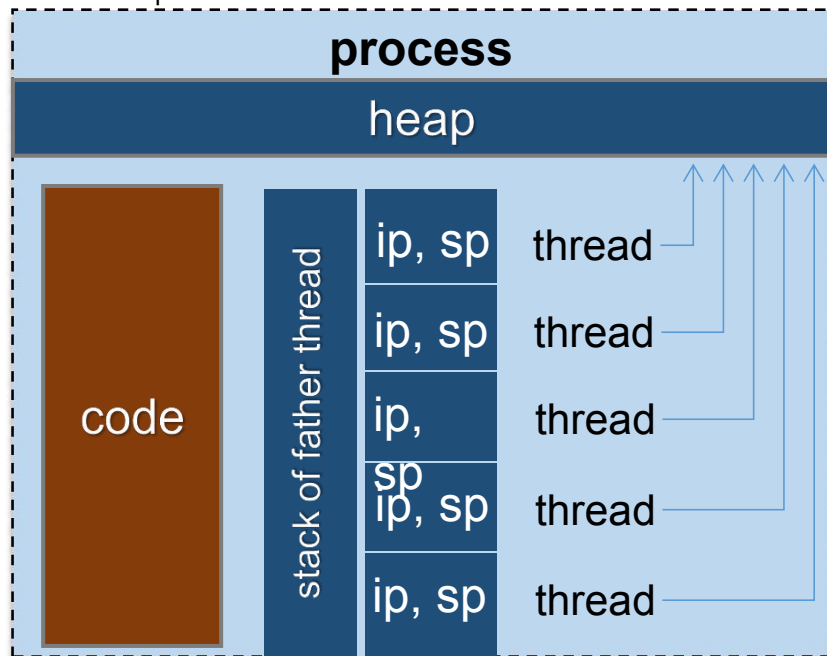 process
heap
code
stack of father thread
ip, sp
thread
ip, sp
thread
ip,
sp
thread
ip, sp
thread
ip, sp
thread